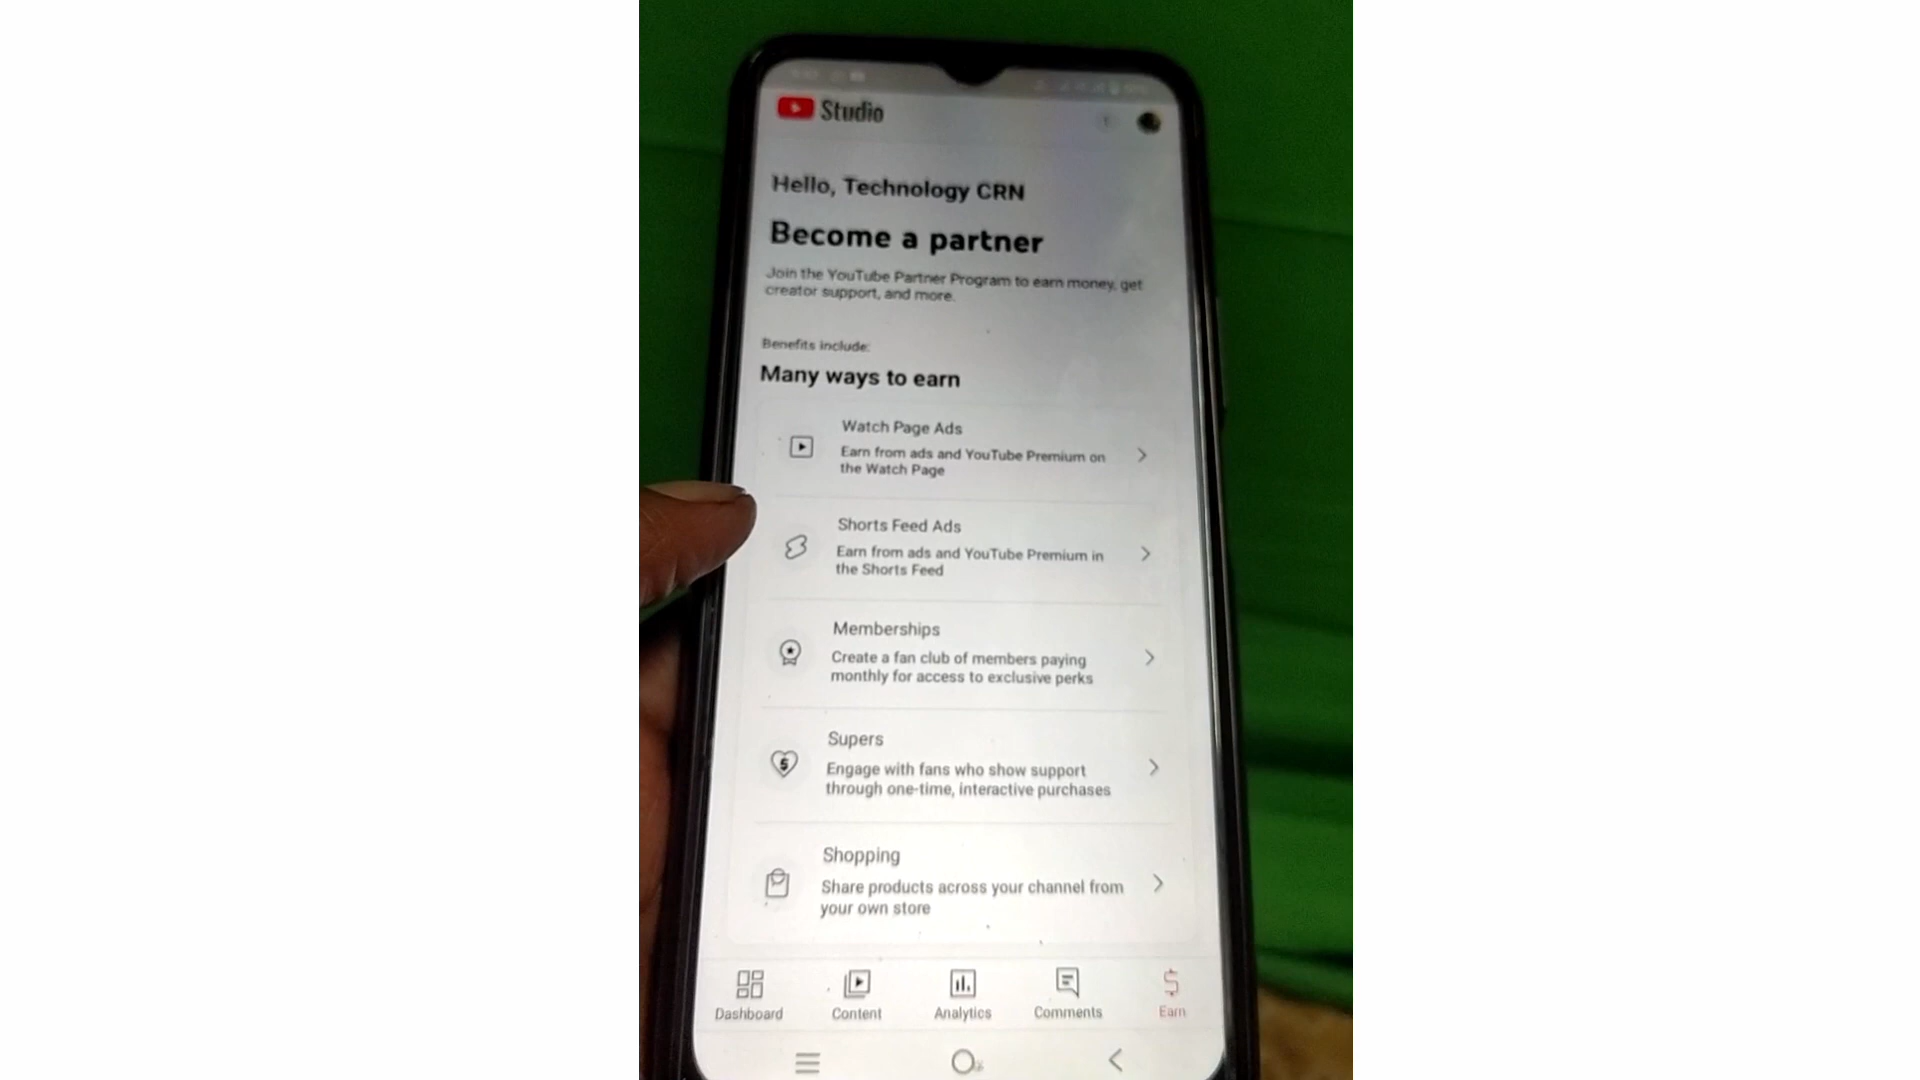 Studio
Hello, Technology CRN
Become a partner
Join the YouTube Partner Program to earn money, get
creator support, and more.
Benefits include:
Many ways to earn
Watch Page Ads
Earn from ads and YouTube Premium on
the Watch Page
Shorts Feed Ads
Earn from ads and YouTube Premium in
the Shorts Feed
Memberships
Create a fan club of members paying
monthly for access to exclusive perks
Supers
Engage with fans who show support
through one-time, interactive purchases
Shopping
Share products across your channel from
your own store
Dashboard Content Analytics Comments Earn